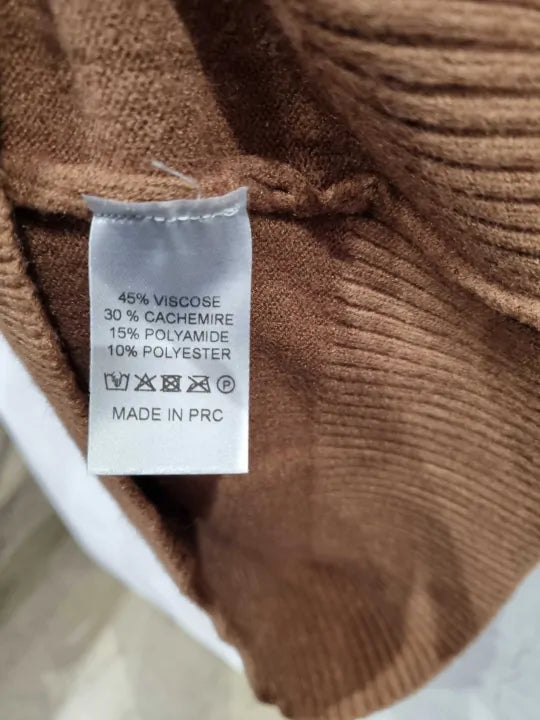 45% VISCOSE
30 % CACHEMIRE
15% POLYAMIDE
10% POLYESTER
P
MADE IN PRC